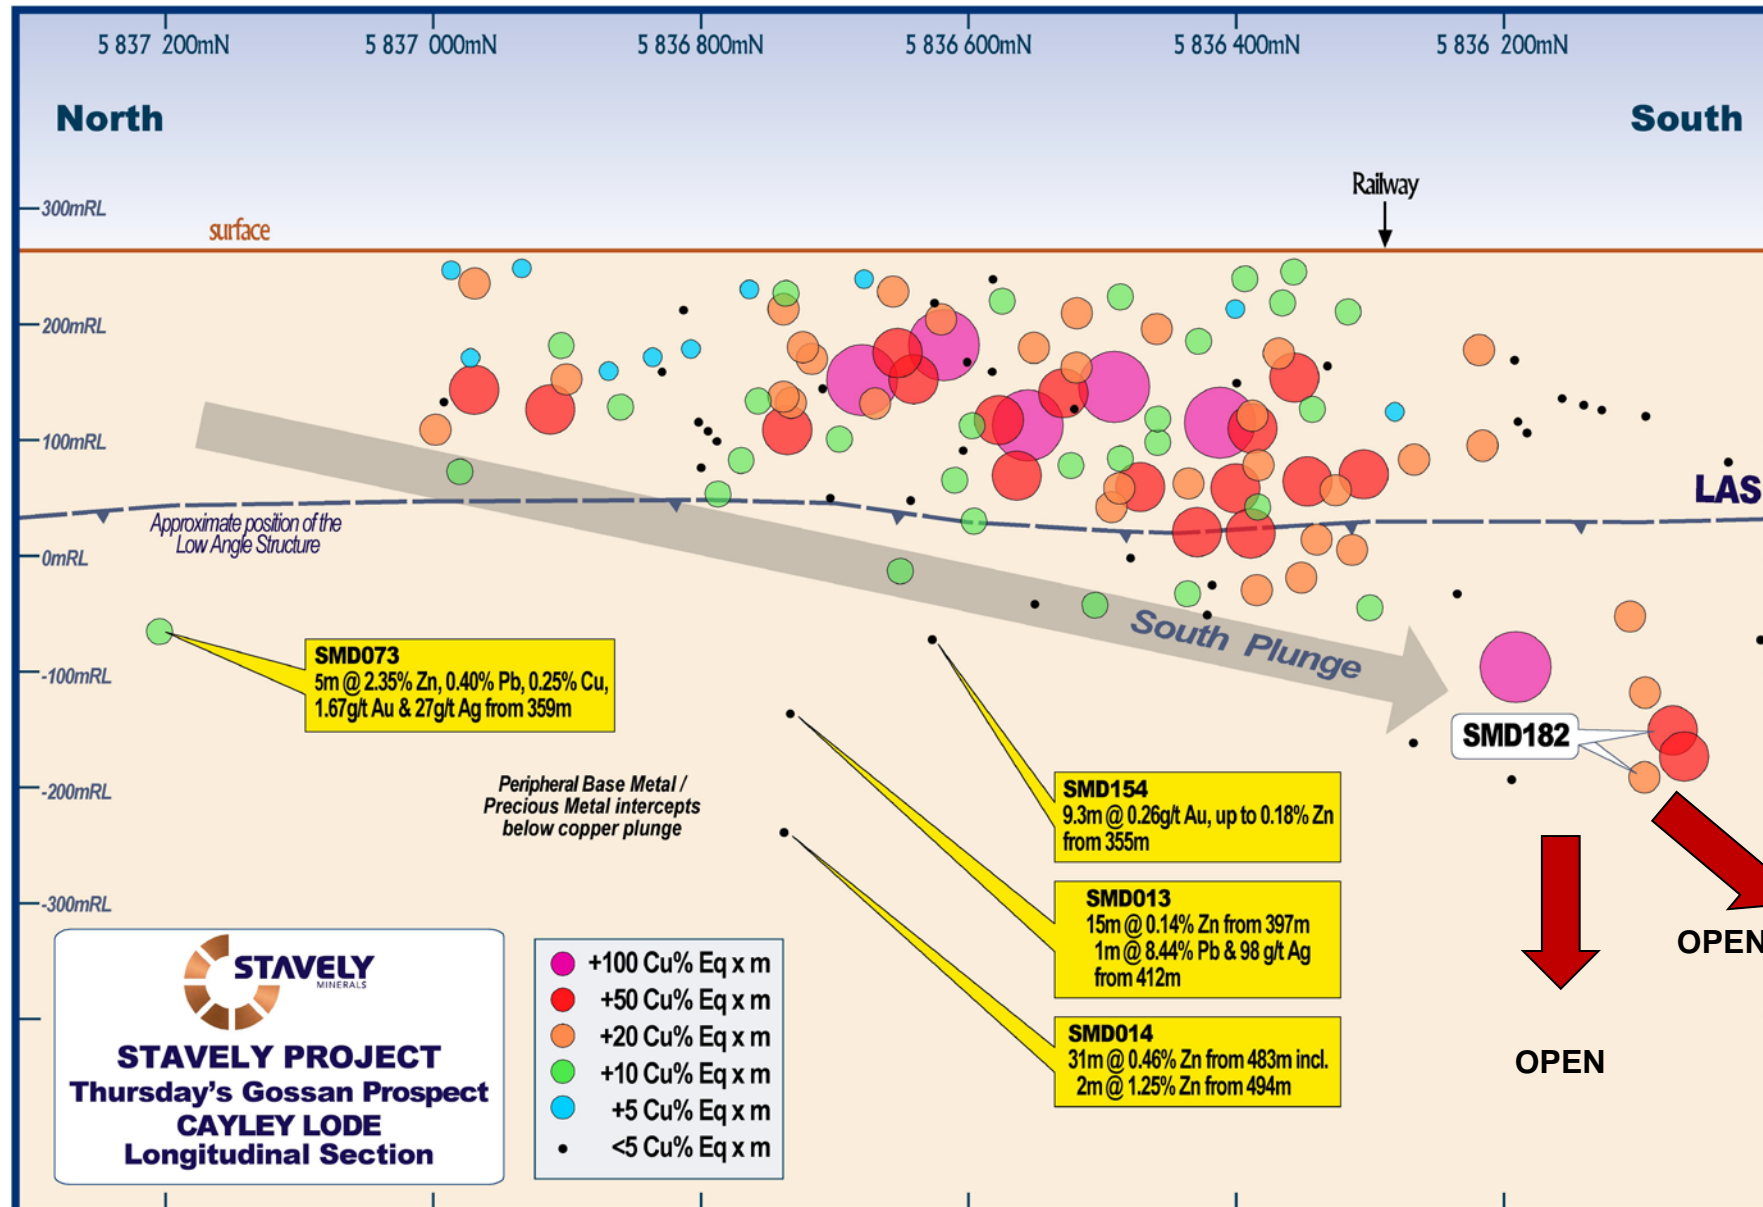 5 837 200mN
5 837 000mN
5 836 800mN
5 836 600mN
5 836 400mN
5 836 200mN
North
South
Railway
300mRL
surface
200mRL
100mRL
LAS
Approximate position of the
Low Angle Structure
0mRL
South Plunge
SMD073
5m @ 2.35% Zn, 0.40% Pb, 0.25% Cu,
1.67g/t Au & 27g/t Ag from 359m
-100mRL
SMD182
-200mRL
Peripheral Base Metal /
Precious Metal intercepts
below copper plunge
SMD154
9.3m @ 0.26g/t Au, up to 0.18% Zn
from 355m
-300mRL
SMD013
15m @ 0.14% Zn from 397m
1m @ 8.44% Pb & 98 g/t Ag
from 412m
OPEN
SMD014
31m @ 0.46% Zn from 483m incl.
2m @ 1.25% Zn from 494m
OPEN
STAVELY
MINERALS
STAVELY PROJECT
Thursday's Gossan Prospect
CAYLEY LODE
Longitudinal Section
+100 Cu% Eq x m
+50 Cu% Eq x m
+20 Cu% Eq x m
+10 Cu% Eq x m
+5 Cu% Eq x m
<5 Cu% Eq x m